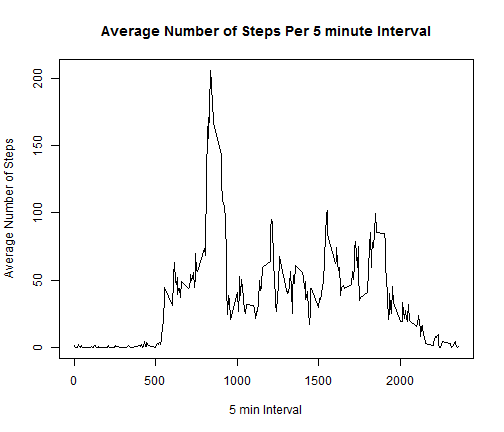 Average Number of Steps Per 5 minute Interval
Average Number of Steps
200
150
100
50
0
0 500 1000 1500 2000
5 min Interval